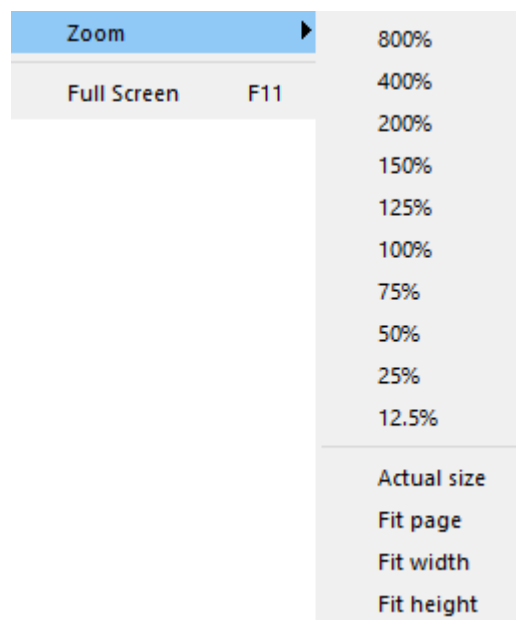 Zoom
Full Screen F11
800%
400%
200%
150%
125%
100%
75%
50%
25%
12.5%
Actual size
Fit page
Fit width
Fit height